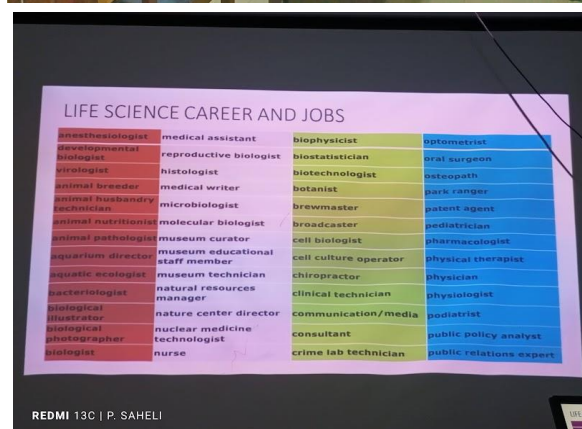 LIFE SCIENCE CAREER AND JOBS
anesthesiologist medical assistant biophysicist optometrist
developmental biologist reproductive biologist biostatistician oral surgeon
virologist histologist biotechnologist osteopath
animal breeder medical writer botanist park ranger
animal husbandry technician microbiologist brewmaster patent agent
animal nutritionist molecular biologist broadcaster pediatrician
animal pathologist museum curator cell biologist pharmacologist
aquarium director museum educational staff member cell culture operator physical therapist
aquatic ecologist museum technician chiropractor physician
bacteriologist natural resources manager clinical technician physiologist
biological illustrator nature center director communication/media podiatrist
biological photographer nuclear medicine technologist consultant public policy analyst
biologist nurse crime lab technician public relations expert
REDMI 13C | P. SAHELI
LIFE